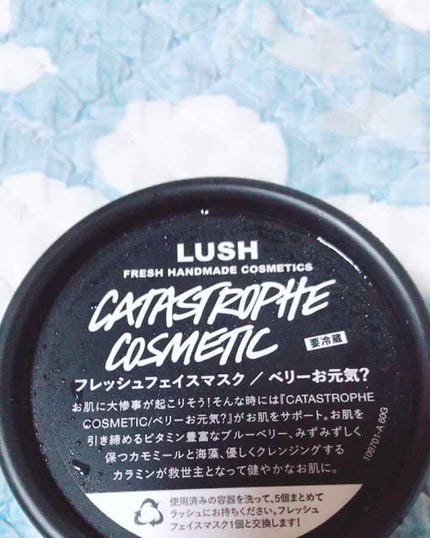 LUSH
FRESH HANDMADE COSMETICS
CATASTROPHE
COSMETIC
要冷蔵
フレッシュフェイスマスク / ベリーお元気?
お肌に大惨事が起こりそう!そんな時には『CATASTROPHE
COSMETIC/ベリーお元気?』がお肌をサポート。お肌を
引き締めるビタミン豊富なブルーベリー、みずみずしく
保つカモミールと海藻、優しくクレンジングする
カラミンが救世主となって健やかなお肌に。
109701-A 60G
使用済みの容器を洗って、5個まとめて
ラッシュにお持ちください。フレッシュ
フェイスマスク1個と交換します!